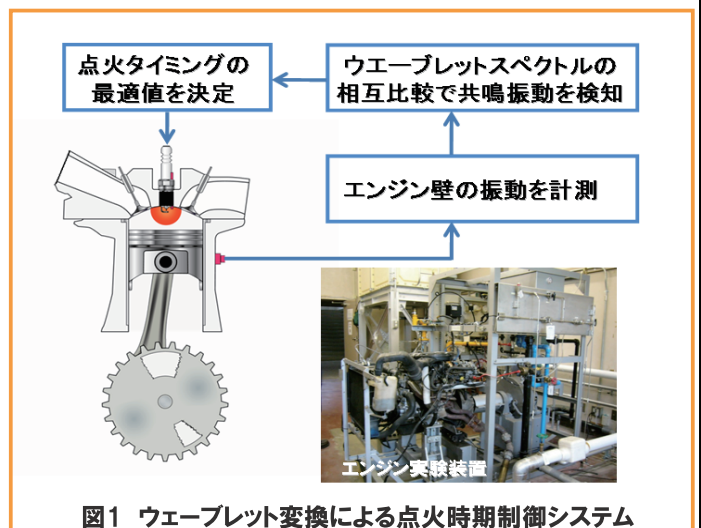 点火タイミングの
最適値を決定
ウエーブレットスペクトルの
相互比較で共鳴振動を検知
エンジン壁の振動を計測
エンジン実験装置
図1 ウェーブレット変換による点火時期制御システム